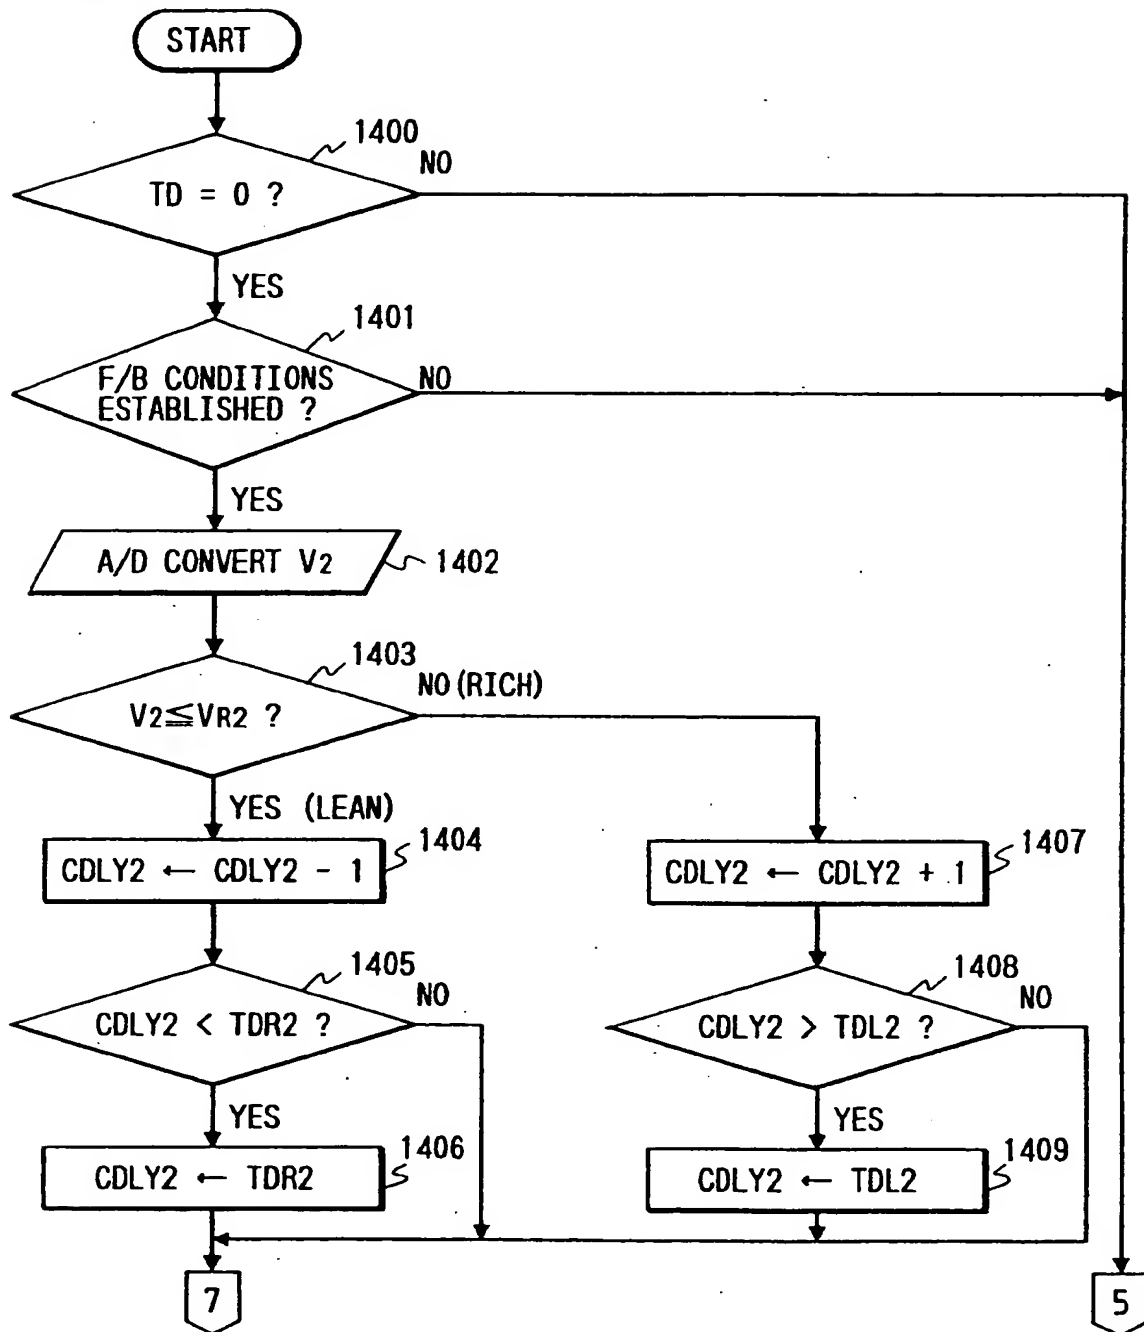 START
1400
NO
TD = 0 ?
YES
1401
F/B CONDITIONS
ESTABLISHED ?
NO
YES
A/D CONVERT V2
1402
1403
NO (RICH)
V2≦VR2 ?
YES (LEAN)
1404
CDLY2 ← CDLY2 - 1
1407
CDLY2 ← CDLY2 + 1
1405
NO
CDLY2 < TDR2 ?
1408
NO
CDLY2 > TDL2 ?
YES
YES
1406
CDLY2 ← TDR2
1409
CDLY2 ← TDL2
7
5